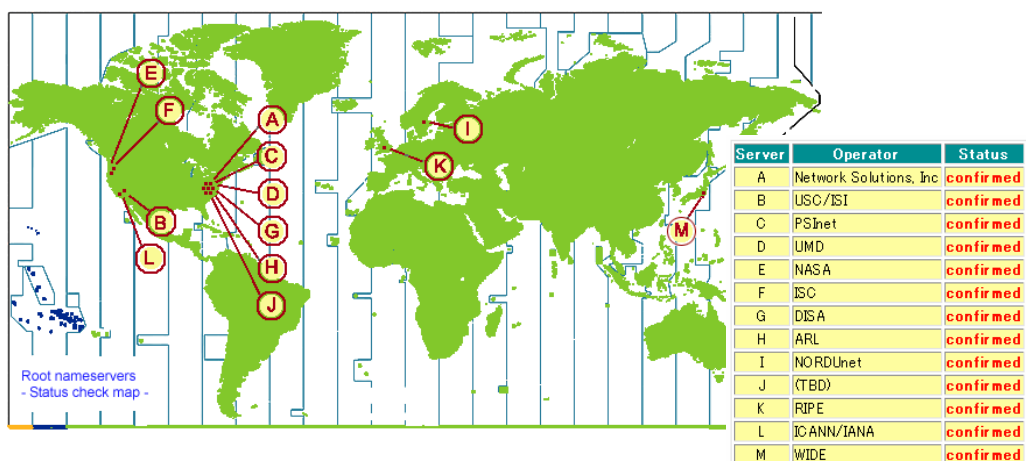 E
F
A
I
C
K
D
B
G
M
L
H
J
Root nameservers
- Status check map -
Server Operator Status
A Network Solutions, Inc confirmed
B USC/ISI confirmed
C PSInet confirmed
D UMD confirmed
E NASA confirmed
F ISC confirmed
G DISA confirmed
H ARL confirmed
I NORDUnet confirmed
J (TBD) confirmed
K RIPE confirmed
L ICANN/IANA confirmed
M WIDE confirmed